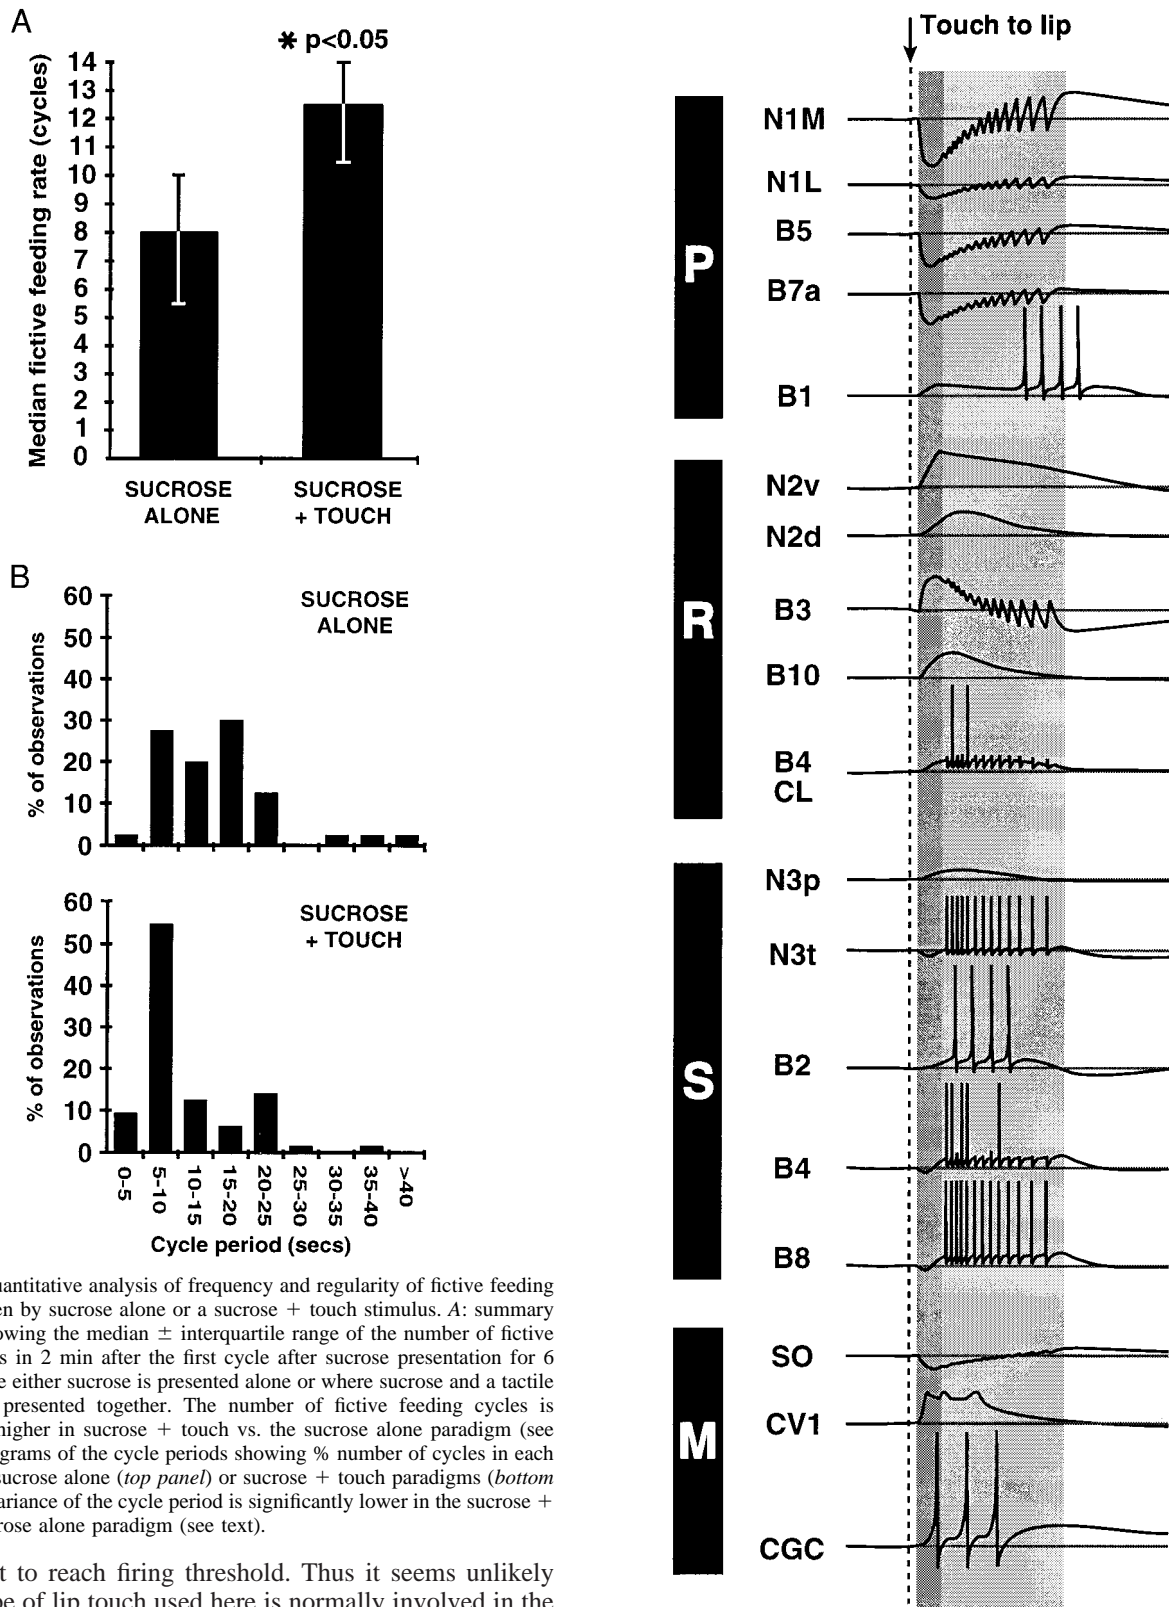 A
Median fictive feeding rate (cycles)
14
13
12
11
10
9
8
7
6
5
4
3
2
1
0
* p<0.05
SUCROSE
ALONE
SUCROSE
+ TOUCH
B
% of observations
60
50
40
30
20
10
0
SUCROSE
ALONE
% of observations
60
50
40
30
20
10
0
SUCROSE
+ TOUCH
0-5
5-10
10-15
15-20
20-25
25-30
30-35
35-40
>40
Cycle period (secs)
uantitative analysis of frequency and regularity of fictive feeding
en by sucrose alone or a sucrose + touch stimulus. A: summary
owing the median ± interquartile range of the number of fictive
s in 2 min after the first cycle after sucrose presentation for 6
e either sucrose is presented alone or where sucrose and a tactile
presented together. The number of fictive feeding cycles is
higher in sucrose + touch vs. the sucrose alone paradigm (see
grams of the cycle periods showing % number of cycles in each
sucrose alone (top panel) or sucrose + touch paradigms (bottom
ariance of the cycle period is significantly lower in the sucrose +
rose alone paradigm (see text).
t to reach firing threshold. Thus it seems unlikely
pe of lip touch used here is normally involved in the
Touch to lip
P
N1M
N1L
B5
B7a
B1
R
N2v
N2d
B3
B10
B4
CL
S
N3p
N3t
B2
B4
B8
M
SO
CV1
CGC